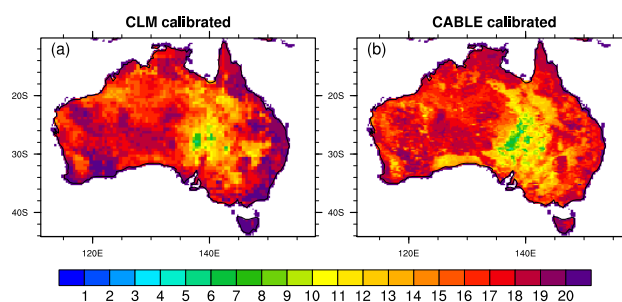 CLM calibrated
CABLE calibrated
(a)
(b)
20S
30S
40S
20S
30S
40S
120E 140E
120E 140E
1 2 3 4 5 6 7 8 9 10 11 12 13 14 15 16 17 18 19 20